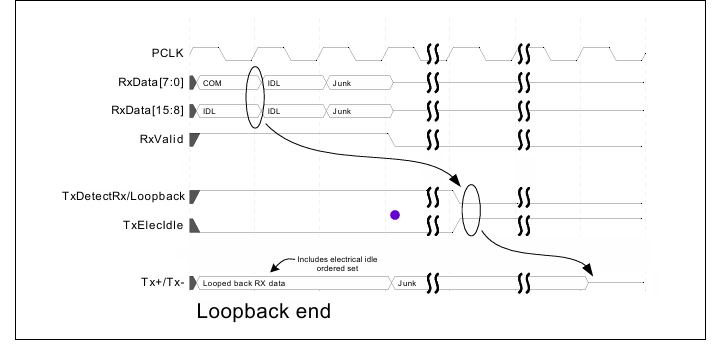 PCLK
RxData[7:0] COM IDL Junk
RxData[15:8] IDL IDL Junk
RxValid
TxDetectRx/Loopback
TxElecIdle
Includes electrical idle
ordered set
Tx+/Tx- Looped back RX data Junk
Loopback end